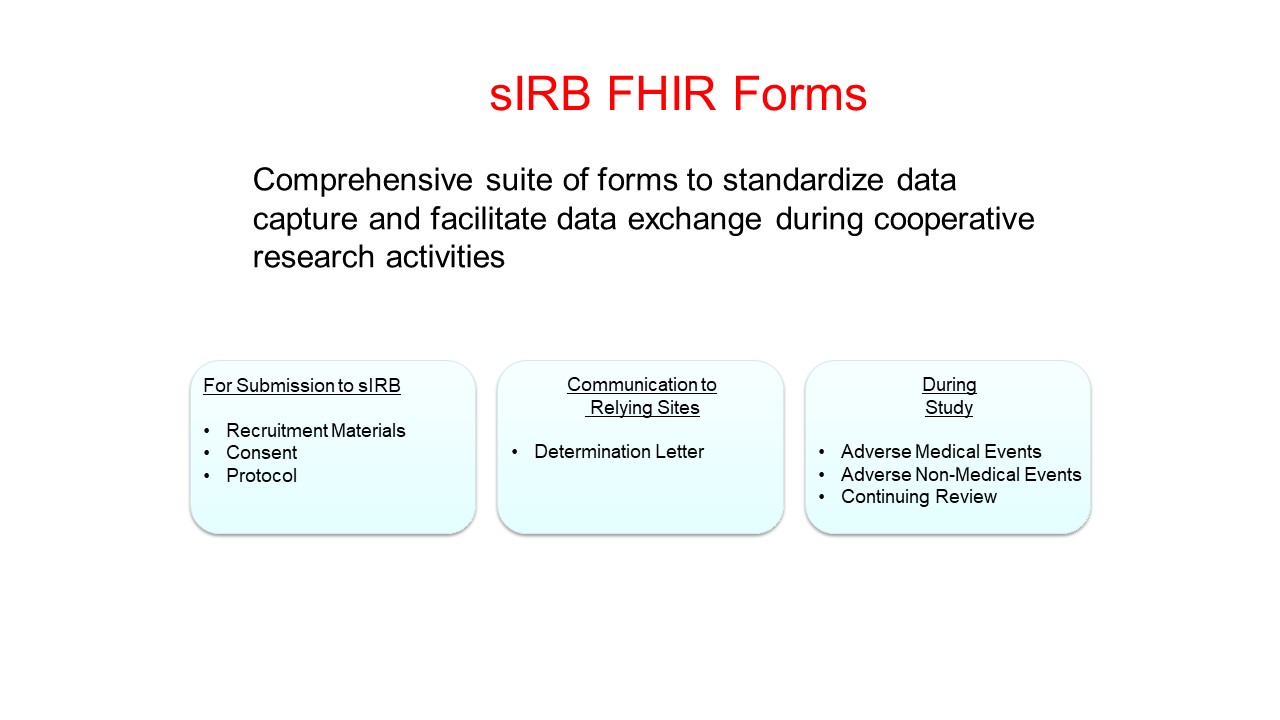 sIRB FHIR Forms
Comprehensive suite of forms to standardize data
capture and facilitate data exchange during cooperative
research activities
For Submission to sIRB
• Recruitment Materials
• Consent
• Protocol
Communication to
Relying Sites
• Determination Letter
During
Study
• Adverse Medical Events
• Adverse Non-Medical Events
• Continuing Review